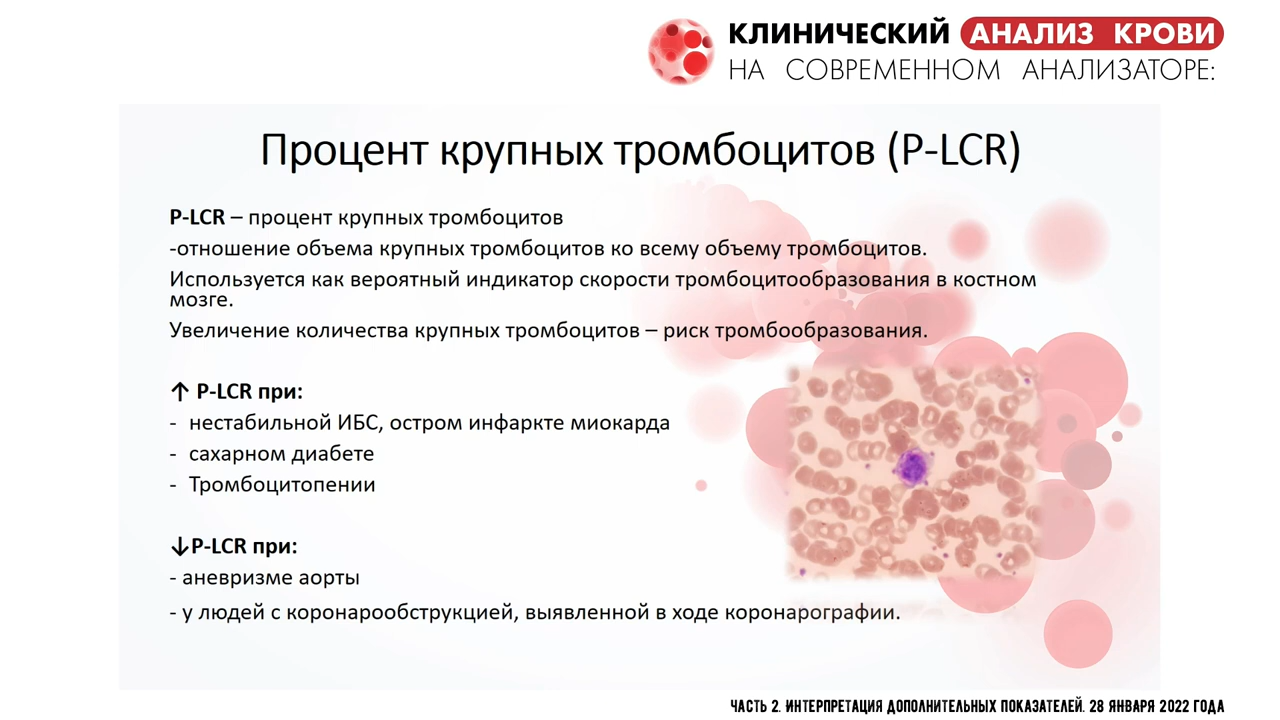 КЛИНИЧЕСКИЙ АНАЛИЗ КРОВИ
НА СОВРЕМЕННОМ АНАЛИЗАТОРЕ:
Процент крупных тромбоцитов (P-LCR)
P-LCR – процент крупных тромбоцитов
-отношение объема крупных тромбоцитов ко всему объему тромбоцитов.
Используется как вероятный индикатор скорости тромбоцитообразования в костном
мозге.
Увеличение количества крупных тромбоцитов – риск тромбообразования.
↑ P-LCR при:
- нестабильной ИБС, остром инфаркте миокарда
- сахарном диабете
- Тромбоцитопении
↓P-LCR при:
- аневризме аорты
- у людей с коронарообструкцией, выявленной в ходе коронарографии.
ЧАСТЬ 2. ИНТЕРПРЕТАЦИЯ ДОПОЛНИТЕЛЬНЫХ ПОКАЗАТЕЛЕЙ. 28 ЯНВАРЯ 2022 ГОДА